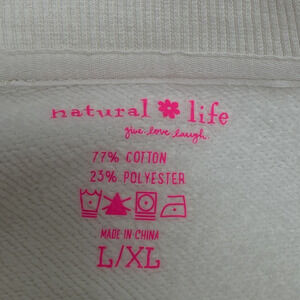 natural life
give. love. laugh.
77% COTTON
23% POLYESTER
MADE IN CHINA
L/XL